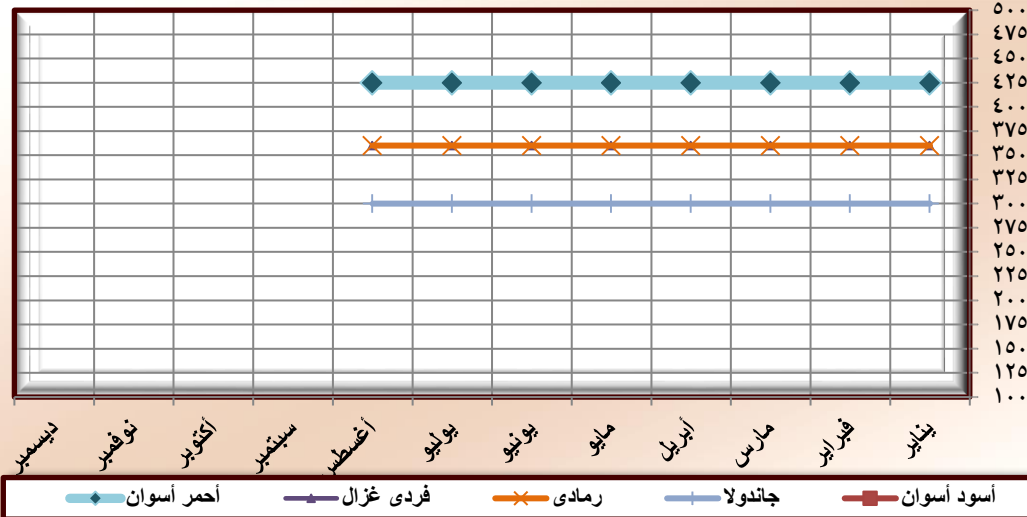 ٥٠٠
٤٧٥
٤٥٠
٤٢٥
٤٠٠
٣٧٥
٣٥٠
٣٢٥
٣٠٠
٢٧٥
٢٥٠
٢٢٥
٢٠٠
١٧٥
١٥٠
١٢٥
١٠٠
يناير
فبراير
مارس
أبريل
مايو
يونيو
يوليو
أغسطس
سبتمبر
أكتوبر
نوفمبر
ديسمبر
أسود أسوان جاندولا رمادى فردى غزال أحمر أسوان